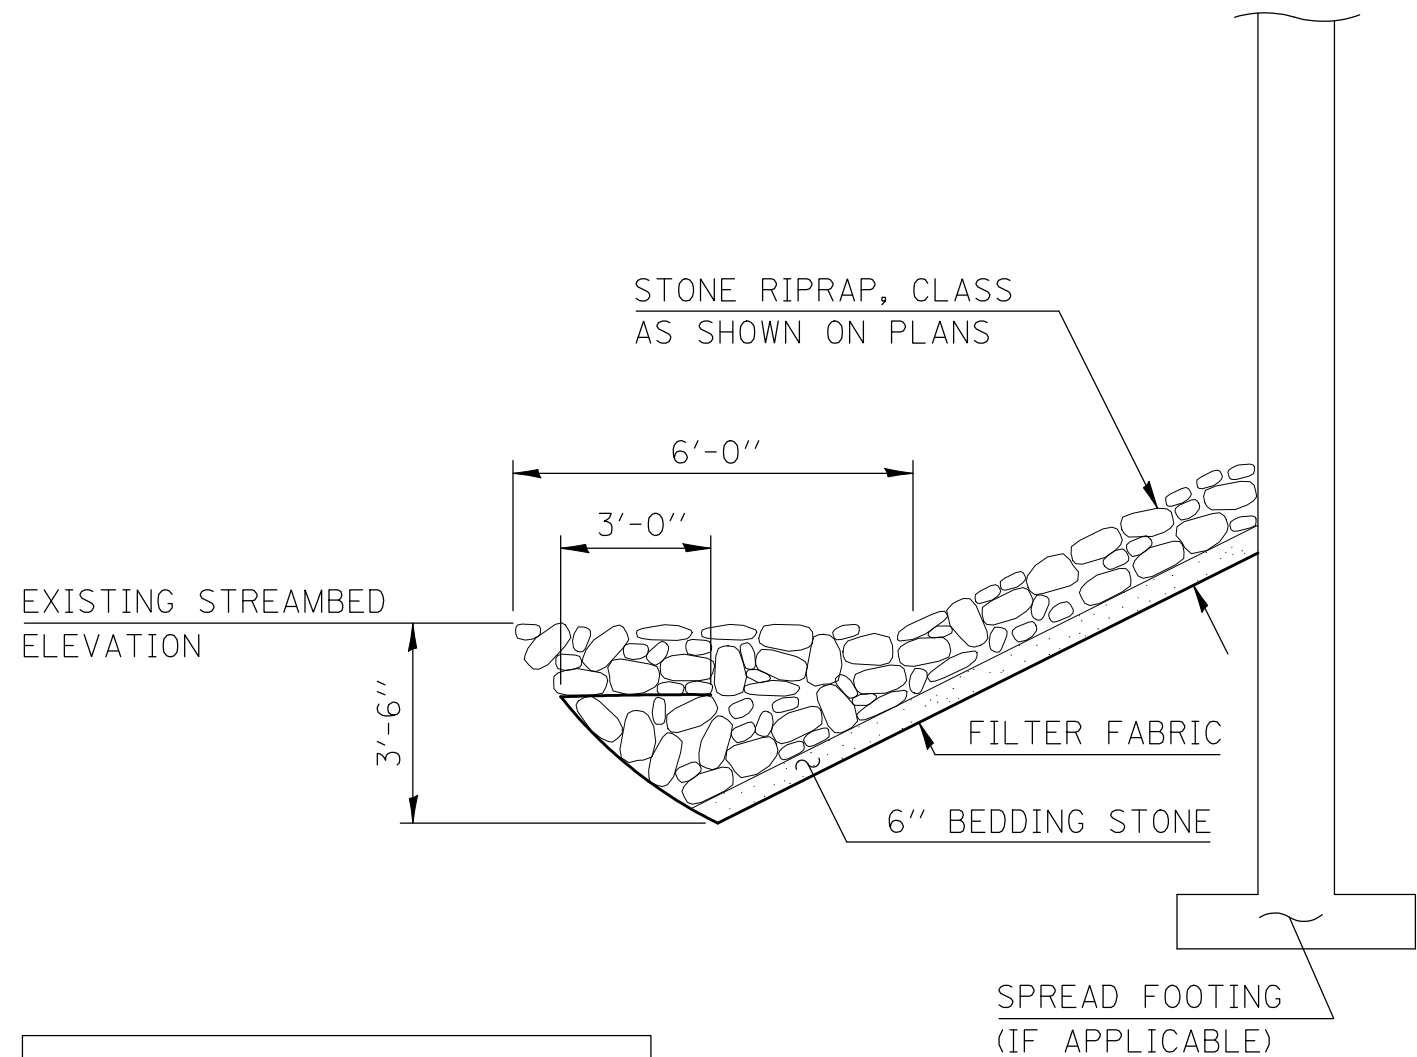 STONE RIPRAP, CLASS
AS SHOWN ON PLANS
6'-0"
3'-0"
EXISTING STREAMBED
ELEVATION
3'-6"
FILTER FABRIC
6" BEDDING STONE
SPREAD FOOTING
(IF APPLICABLE)